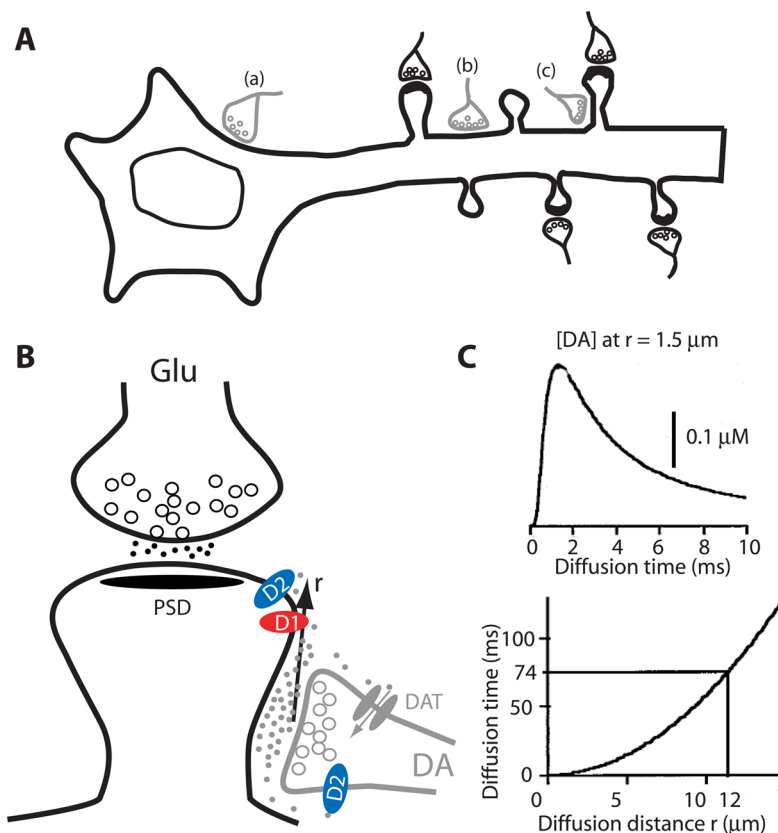 A
(a)
(b)
(c)
B
Glu
PSD
D2
D1
r
DAT
DA
D2
C
[DA] at r = 1.5 µm
0.1 µM
0 2 4 6 8 10
Diffusion time (ms)
Diffusion time (ms)
100
74
50
0
0 5 10 12
Diffusion distance r (µm)